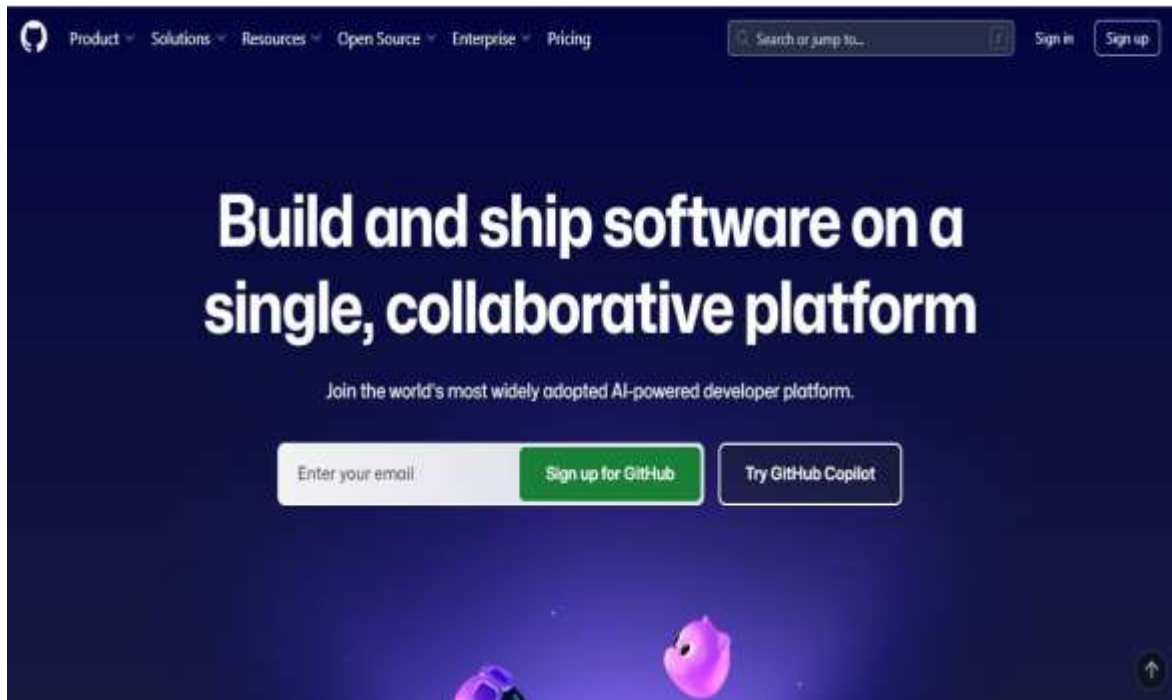 Product Solutions Resources Open Source Enterprise Pricing Search or jump to... / Sign in Sign up
Build and ship software on a
single, collaborative platform
Join the world's most widely adopted AI-powered developer platform.
Enter your email Sign up for GitHub Try GitHub Copilot